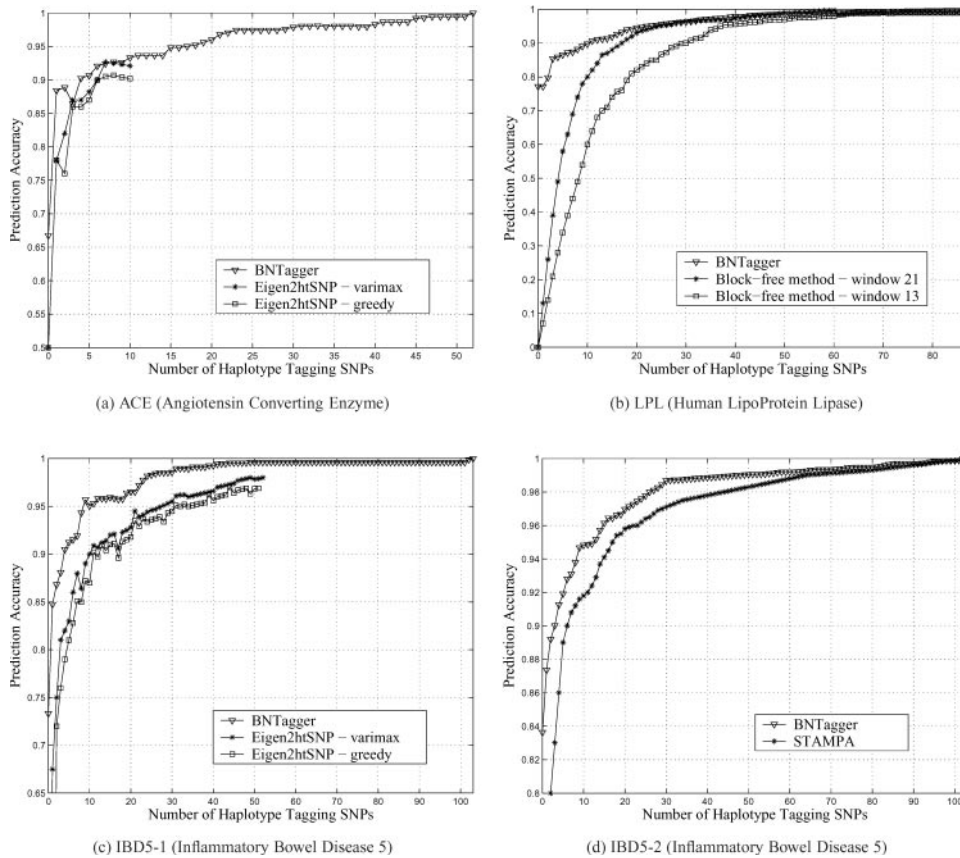 1
0.95
0.9
0.85
0.8
0.75
0.7
0.65
0.6
0.55
0.5
Prediction Accuracy
BNTagger
Eigen2htSNP − varimax
Eigen2htSNP − greedy
0 5 10 15 20 25 30 35 40 45 50
Number of Haplotype Tagging SNPs
(a) ACE (Angiotensin Converting Enzyme)
1
0.9
0.8
0.7
0.6
0.5
0.4
0.3
0.2
0.1
0
Prediction Accuracy
BNTagger
Block−free method − window 21
Block−free method − window 13
0 10 20 30 40 50 60 70 80
Number of Haplotype Tagging SNPs
(b) LPL (Human LipoProtein Lipase)
1
0.95
0.9
0.85
0.8
0.75
0.7
0.65
Prediction Accuracy
BNTagger
Eigen2htSNP − varimax
Eigen2htSNP − greedy
0 10 20 30 40 50 60 70 80 90 100
Number of Haplotype Tagging SNPs
(c) IBD5-1 (Inflammatory Bowel Disease 5)
1
0.98
0.96
0.94
0.92
0.9
0.88
0.86
0.84
0.82
0.8
Prediction Accuracy
BNTagger
STAMPA
0 10 20 30 40 50 60 70 80 90 100
Number of Haplotype Tagging SNPs
(d) IBD5-2 (Inflammatory Bowel Disease 5)